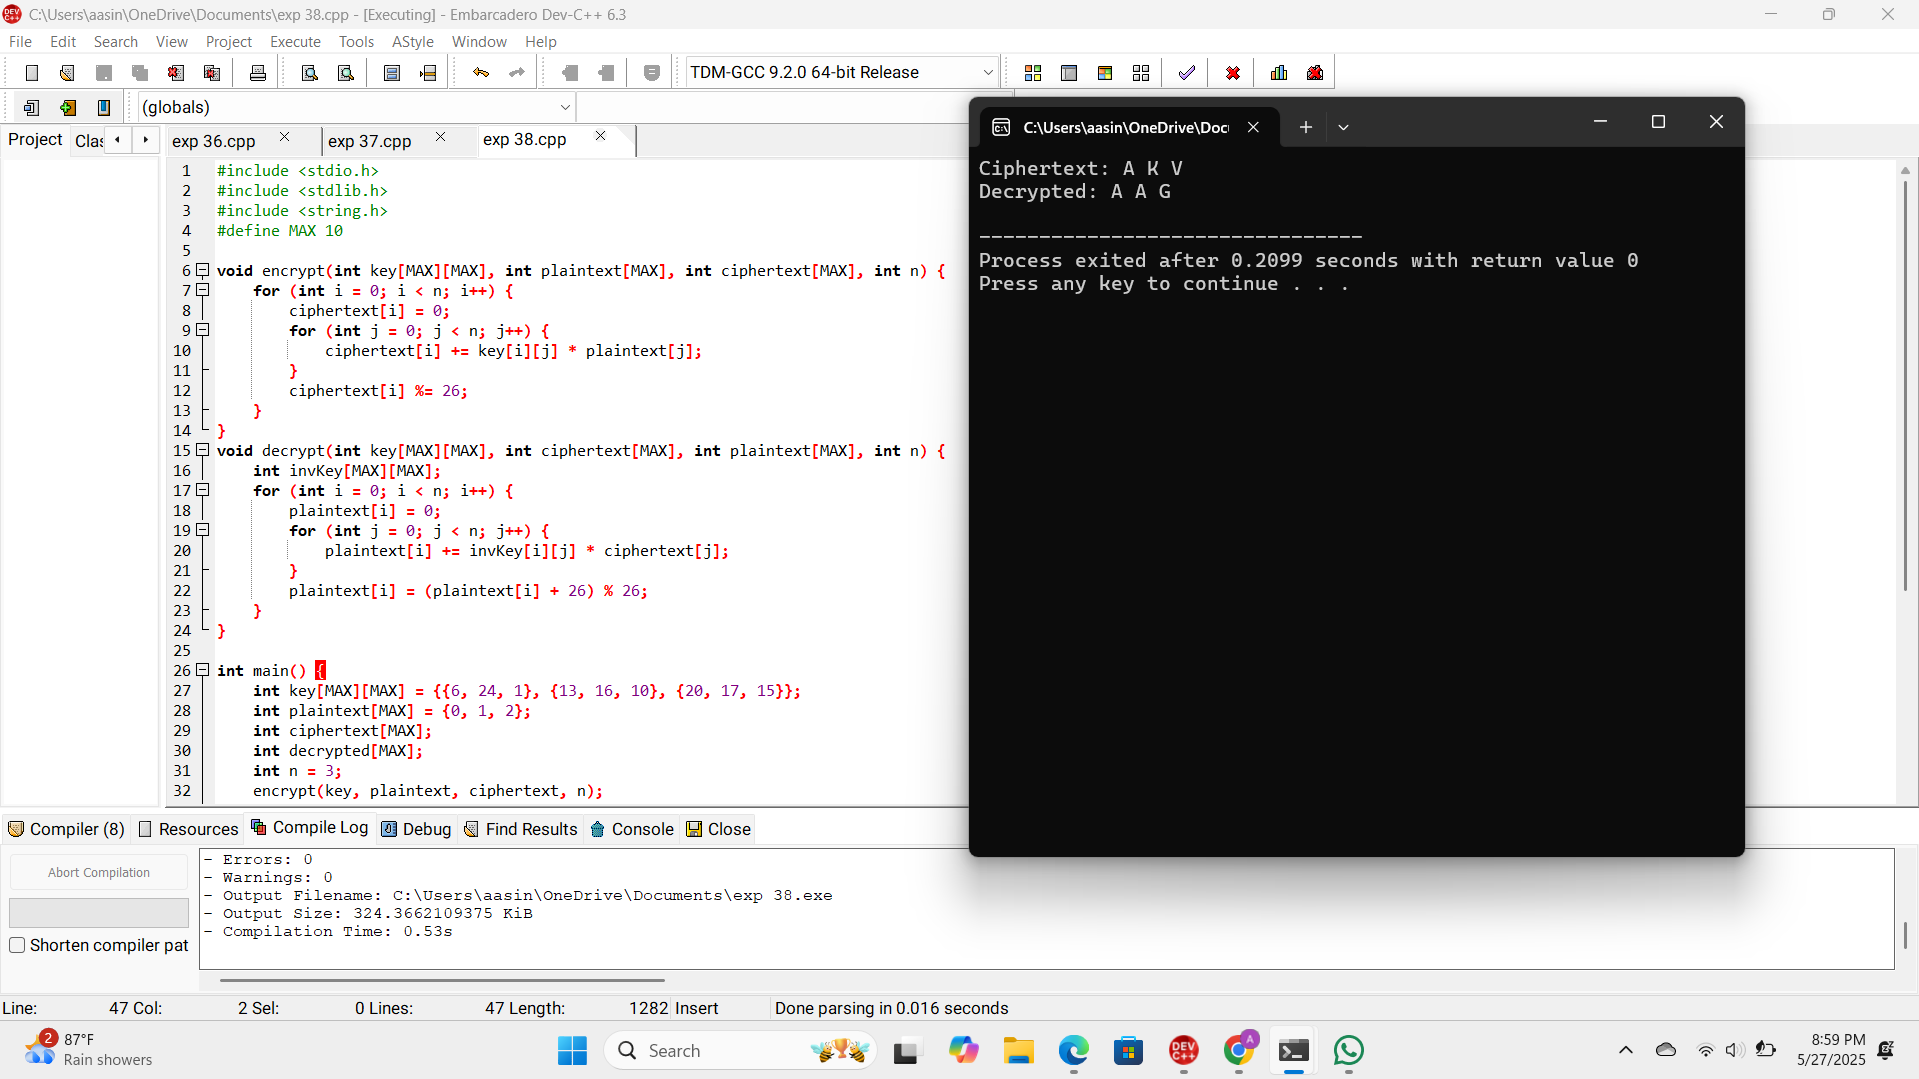 C:\Users\aasin\OneDrive\Documents\exp 38.cpp - [Executing] - Embarcadero Dev-C++ 6.3
File Edit Search View Project Execute Tools AStyle Window Help
TDM-GCC 9.2.0 64-bit Release
(globals)
Project Clas
exp 36.cpp exp 37.cpp exp 38.cpp
1 #include <stdio.h>
2 #include <stdlib.h>
3 #include <string.h>
4 #define MAX 10
5
6 void encrypt(int key[MAX][MAX], int plaintext[MAX], int ciphertext[MAX], int n) {
7 for (int i = 0; i < n; i++) {
8 ciphertext[i] = 0;
9 for (int j = 0; j < n; j++) {
10 ciphertext[i] += key[i][j] * plaintext[j];
11 }
12 ciphertext[i] %= 26;
13 }
14 }
15 void decrypt(int key[MAX][MAX], int ciphertext[MAX], int plaintext[MAX], int n) {
16 int invKey[MAX][MAX];
17 for (int i = 0; i < n; i++) {
18 plaintext[i] = 0;
19 for (int j = 0; j < n; j++) {
20 plaintext[i] += invKey[i][j] * ciphertext[j];
21 }
22 plaintext[i] = (plaintext[i] + 26) % 26;
23 }
24 }
25
26 int main() {
27 int key[MAX][MAX] = {{6, 24, 1}, {13, 16, 10}, {20, 17, 15}};
28 int plaintext[MAX] = {0, 1, 2};
29 int ciphertext[MAX];
30 int decrypted[MAX];
31 int n = 3;
32 encrypt(key, plaintext, ciphertext, n);
C:\Users\aasin\OneDrive\Doc
Ciphertext: A K V
Decrypted: A A G
--------------------------------
Process exited after 0.2099 seconds with return value 0
Press any key to continue . . .
Compiler (8) Resources Compile Log Debug Find Results Console Close
Abort Compilation
Shorten compiler pat
- Errors: 0
- Warnings: 0
- Output Filename: C:\Users\aasin\OneDrive\Documents\exp 38.exe
- Output Size: 324.3662109375 KiB
- Compilation Time: 0.53s
Line: 47 Col: 2 Sel: 0 Lines: 47 Length: 1282 Insert Done parsing in 0.016 seconds
2
87°F
Rain showers
Search
DEV C++
A
8:59 PM
5/27/2025